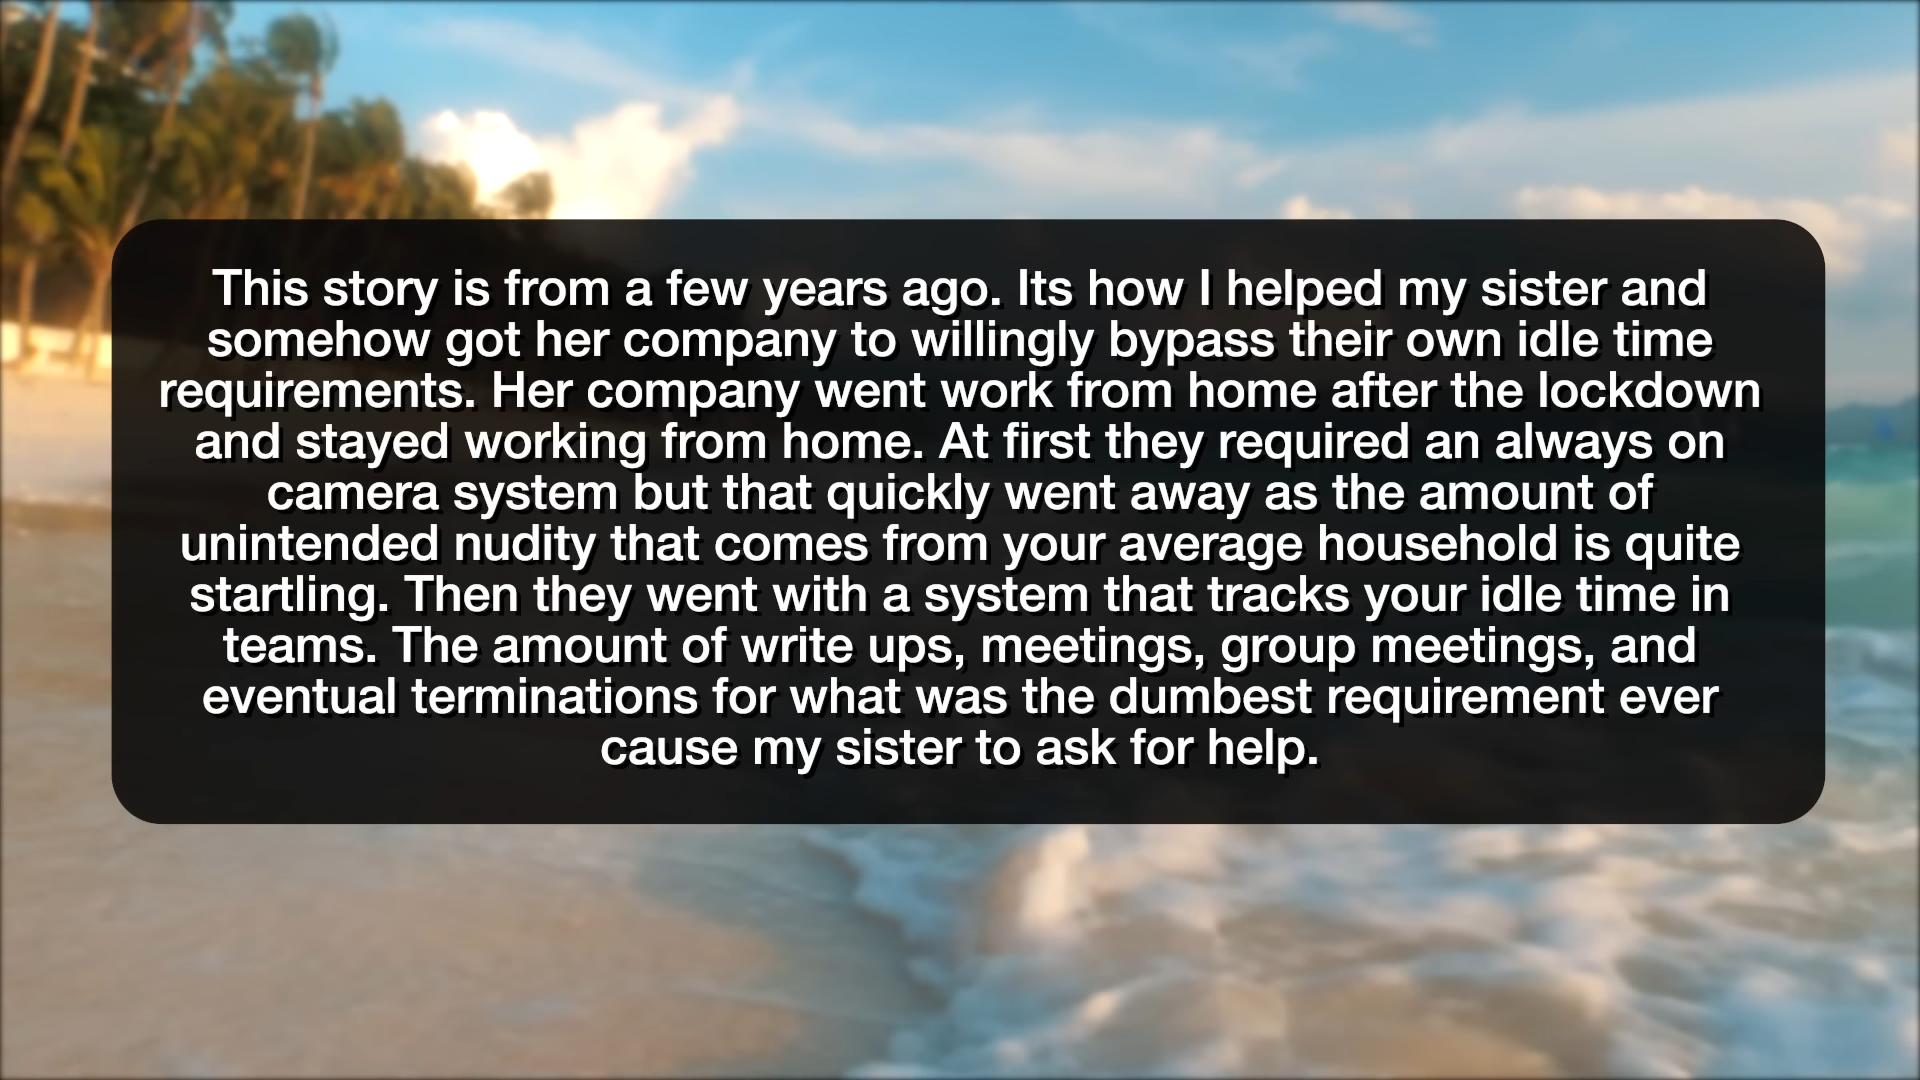 This story is from a few years ago. Its how I helped my sister and
somehow got her company to willingly bypass their own idle time
requirements. Her company went work from home after the lockdown
and stayed working from home. At first they required an always on
camera system but that quickly went away as the amount of
unintended nudity that comes from your average household is quite
startling. Then they went with a system that tracks your idle time in
teams. The amount of write ups, meetings, group meetings, and
eventual terminations for what was the dumbest requirement ever
cause my sister to ask for help.